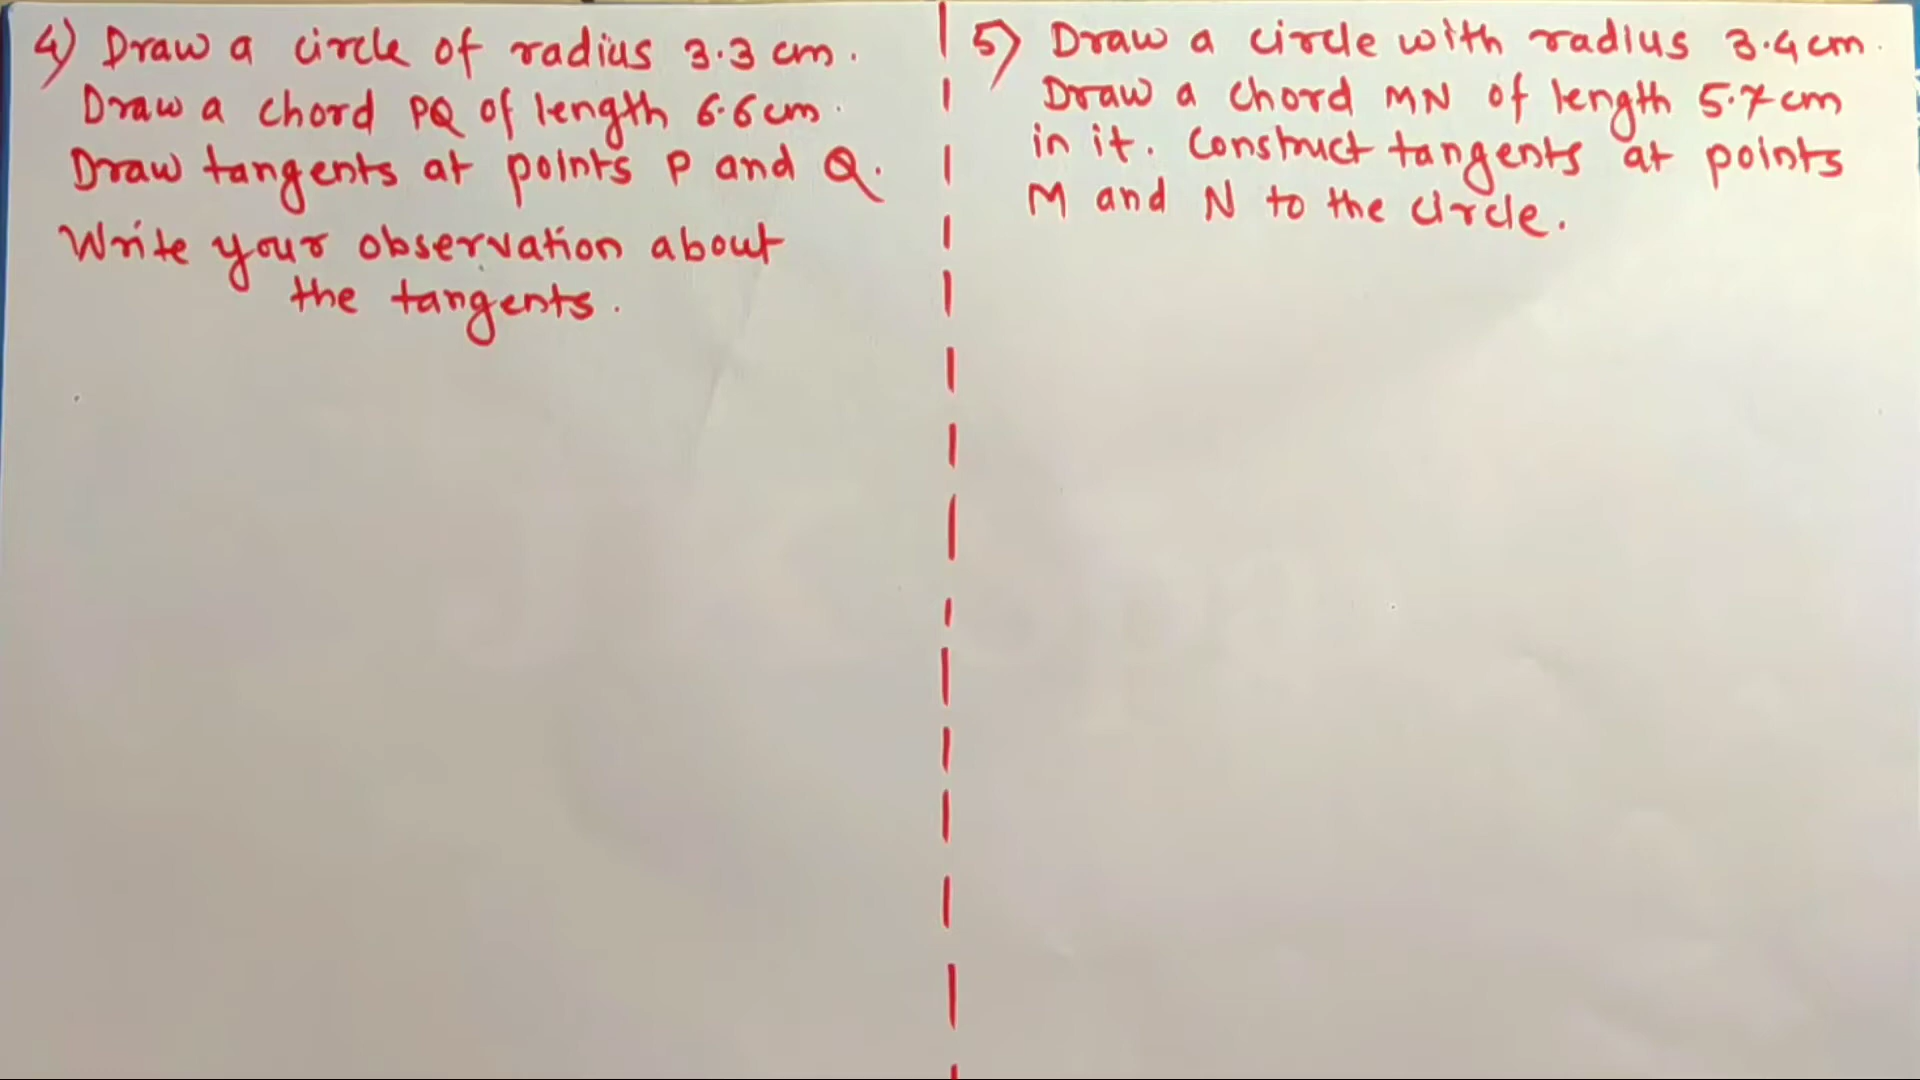 4) Draw a circle of radius 3.3 cm.
Draw a chord PQ of length 6.6 cm.
Draw tangents at points P and Q.
Write your observation about
the tangents.
5) Draw a circle with radius 3.4 cm.
Draw a chord MN of length 5.7 cm
in it. Construct tangents at points
M and N to the circle.